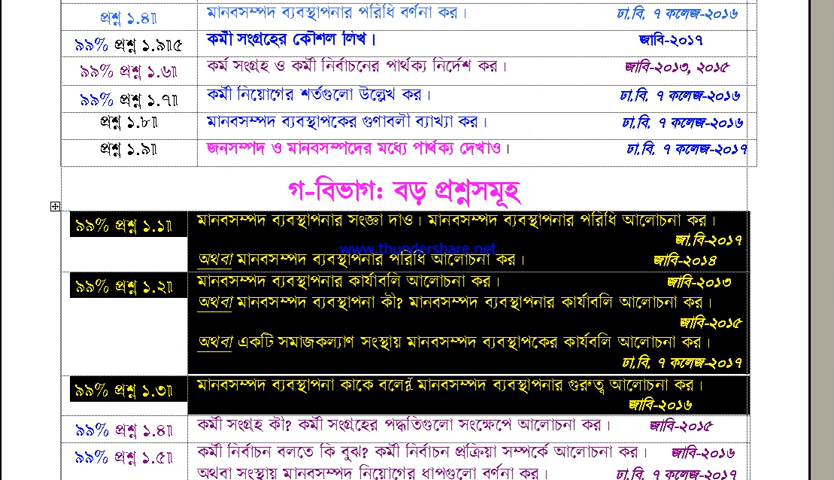 প্রশ্ন ১.৪॥ মানবসম্পদ ব্যবস্থাপনার পরিধি বর্ণনা কর। ঢা.বি. ৭ কলেজ-২০১৬
৯৯% প্রশ্ন ১.৯॥৫ কর্মী সংগ্রহের কৌশল লিখ। জাবি-২০১৭
৯৯% প্রশ্ন ১.৬॥ কর্ম সংগ্রহ ও কর্মী নির্বাচনের পার্থক্য নির্দেশ কর। জাবি-২০১৩, ২০১৫
৯৯% প্রশ্ন ১.৭॥ কর্মী নিয়োগের শর্তগুলো উল্লেখ কর। ঢা.বি. ৭ কলেজ-২০১৬
প্রশ্ন ১.৮॥ মানবসম্পদ ব্যবস্থাপকের গুণাবলী ব্যাখ্যা কর। ঢা.বি. ৭ কলেজ-২০১৬
প্রশ্ন ১.৯॥ জনসম্পদ ও মানবসম্পদের মধ্যে পার্থক্য দেখাও। ঢা.বি. ৭ কলেজ-২০১৭
গ-বিভাগ: বড় প্রশ্নসমূহ
৯৯% প্রশ্ন ১.১॥ মানবসম্পদ ব্যবস্থাপনার সংজ্ঞা দাও। মানবসম্পদ ব্যবস্থাপনার পরিধি আলোচনা কর।
জা.বি-২০১৭
www.thundershare.net
অথবা মানবসম্পদ ব্যবস্থাপনার পরিধি আলোচনা কর। জাবি-২০১৪
৯৯% প্রশ্ন ১.২॥ মানবসম্পদ ব্যবস্থাপনার কার্যাবলি আলোচনা কর। জাবি-২০১৩
অথবা মানবসম্পদ ব্যবস্থাপনা কী? মানবসম্পদ ব্যবস্থাপনার কার্যাবলি আলোচনা কর।
জাবি-২০১৫
অথবা একটি সমাজকল্যাণ সংস্থায় মানবসম্পদ ব্যবস্থাপকের কার্যবলি আলোচনা কর।
ঢা.বি. ৭ কলেজ-২০১৭
৯৯% প্রশ্ন ১.৩॥ মানবসম্পদ ব্যবস্থাপনা কাকে বলে? মানবসম্পদ ব্যবস্থাপনার গুরুত্ব আলোচনা কর।
জাবি-২০১৬
৯৯% প্রশ্ন ১.৪॥ কর্মী সংগ্রহ কী? কর্মী সংগ্রহের পদ্ধতিগুলো সংক্ষেপে আলোচনা কর। জাবি-২০১৫
৯৯% প্রশ্ন ১.৫॥ কর্মী নির্বাচন বলতে কি বুঝ? কর্মী নির্বাচন প্রক্রিয়া সম্পর্কে আলোচনা কর। জাবি-২০১৬
অথবা সংস্থায় মানবসম্পদ নিয়োগের ধাপগুলো বর্ণনা কর। ঢা.বি. ৭ কলেজ-২০১৭